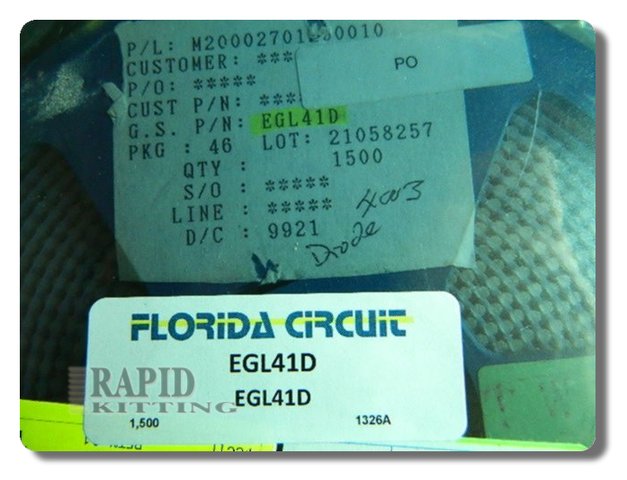 P/L: M20002701
CUSTOMER: ***
PO
P/O: *****
CUST P/N: ***
G.S. P/N: EGL41D
PKG : 46 LOT: 21058257
QTY : 1500
S/O : *****
LINE : *****
4003
D/C : 9921
Diode
FLORIDA CIRCUIT
EGL41D
RAPID
KITTING
EGL41D
1,500
1326A